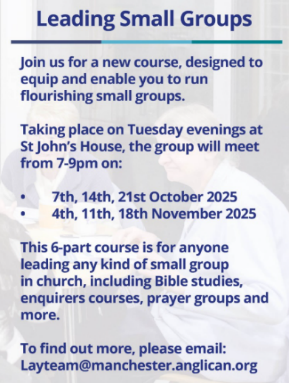 Leading Small Groups
Join us for a new course, designed to
equip and enable you to run
flourishing small groups.
Taking place on Tuesday evenings at
St John's House, the group will meet
from 7-9pm on:
• 7th, 14th, 21st October 2025
• 4th, 11th, 18th November 2025
This 6-part course is for anyone
leading any kind of small group
in church, including Bible studies,
enquirers courses, prayer groups and
more.
To find out more, please email:
Layteam@manchester.anglican.org